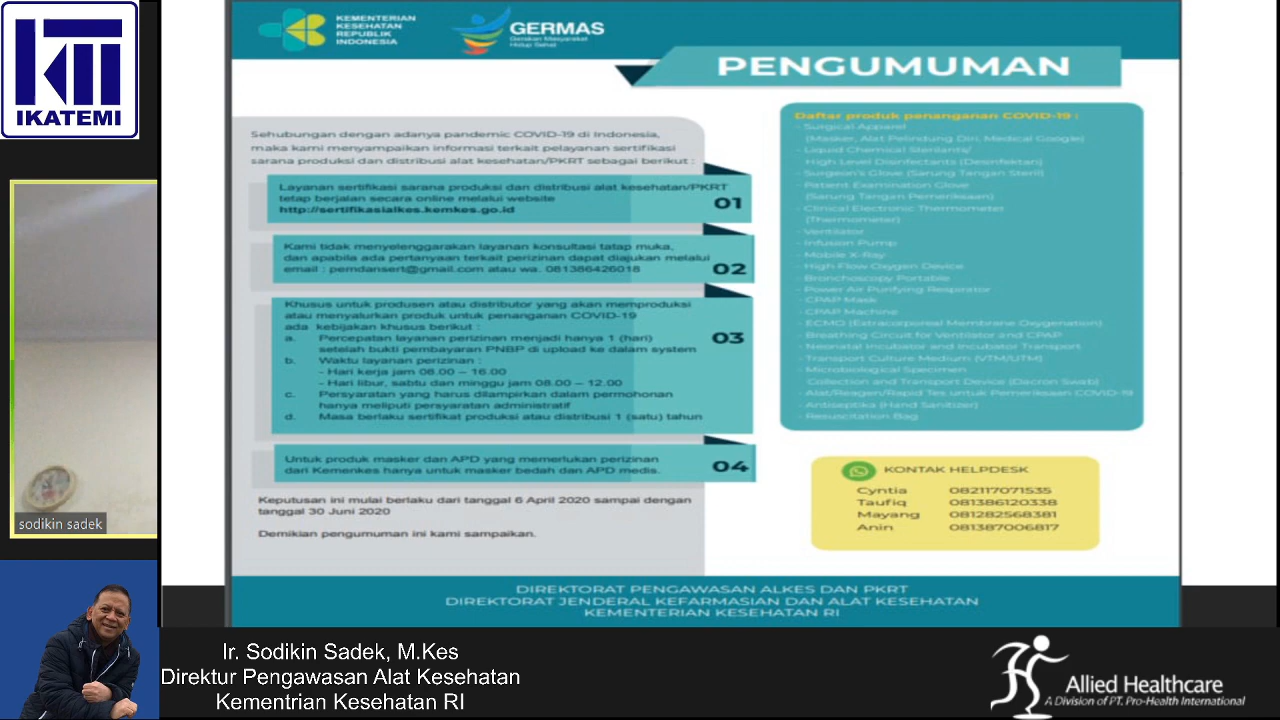 IKATEMI
KEMENTERIAN
KESEHATAN
REPUBLIK
INDONESIA
GERMAS
Gerakan Masyarakat
Hidup Sehat
PENGUMUMAN
Sehubungan dengan adanya pandemic COVID-19 di Indonesia,
maka kami menyampaikan informasi terkait pelayanan sertifikasi
sarana produksi dan distribusi alat kesehatan/PKRT sebagai berikut :
Layanan sertifikasi sarana produksi dan distribusi alat kesehatan/PKRT
tetap berjalan secara online melalui website
http://sertifikasialkes.kemkes.go.id
01
Kami tidak menyelenggarakan layanan konsultasi tatap muka,
dan apabila ada pertanyaan terkait perizinan dapat diajukan melalui
email : pemdansert@gmail.com atau wa. 081386426018
02
Khusus untuk produsen atau distributor yang akan memproduksi
atau menyalurkan produk untuk penanganan COVID-19
ada kebijakan khusus berikut :
a. Percepatan layanan perizinan menjadi hanya 1 (hari)
setelah bukti pembayaran PNBP di upload ke dalam system
b. Waktu layanan perizinan :
- Hari kerja jam 08.00 – 16.00
- Hari libur, sabtu dan minggu jam 08.00 – 12.00
c. Persyaratan yang harus dilampirkan dalam permohonan
hanya meliputi persyaratan administratif
d. Masa berlaku sertifikat produksi atau distribusi 1 (satu) tahun
03
Untuk produk masker dan APD yang memerlukan perizinan
dari Kemenkes hanya untuk masker bedah dan APD medis.
04
Keputusan ini mulai berlaku dari tanggal 6 April 2020 sampai dengan
tanggal 30 Juni 2020
Demikian pengumuman ini kami sampaikan.
Daftar produk penanganan COVID-19 :
- Surgical Apparel
(Masker, Alat Pelindung Diri, Medical Google)
- Liquid Chemical Sterilants/
High Level Disinfectants (Desinfektan)
- Surgeon's Glove (Sarung Tangan Steril)
- Patient Examination Glove
(Sarung Tangan Pemeriksaan)
- Clinical Electronic Thermometer
(Thermometer)
- Ventilator
- Infusion Pump
- Mobile X-Ray
- High Flow Oxygen Device
- Bronchoscopy Portable
- Power Air Purifying Respirator
- CPAP Mask
- CPAP Machine
- ECMO (Extracorporeal Membrane Oxygenation)
- Breathing Circuit for Ventilator and CPAP
- Neonatal Incubator and Incubator Transport
- Transport Culture Medium (VTM/UTM)
- Microbiological Specimen
Collection and Transport Device (Dacron Swab)
- Alat/Reagen/Rapid Tes untuk Pemeriksaan COVID-19
- Antiseptika (Hand Sanitizer)
- Resuscitation Bag
KONTAK HELPDESK
Cyntia 082117071535
Taufiq 081386120338
Mayang 081282568381
Anin 081387006817
DIREKTORAT PENGAWASAN ALKES DAN PKRT
DIREKTORAT JENDERAL KEFARMASIAN DAN ALAT KESEHATAN
KEMENTERIAN KESEHATAN RI
sodikin sadek
Ir. Sodikin Sadek, M.Kes
Direktur Pengawasan Alat Kesehatan
Kementrian Kesehatan RI
Allied Healthcare
A Division of PT. Pro-Health International